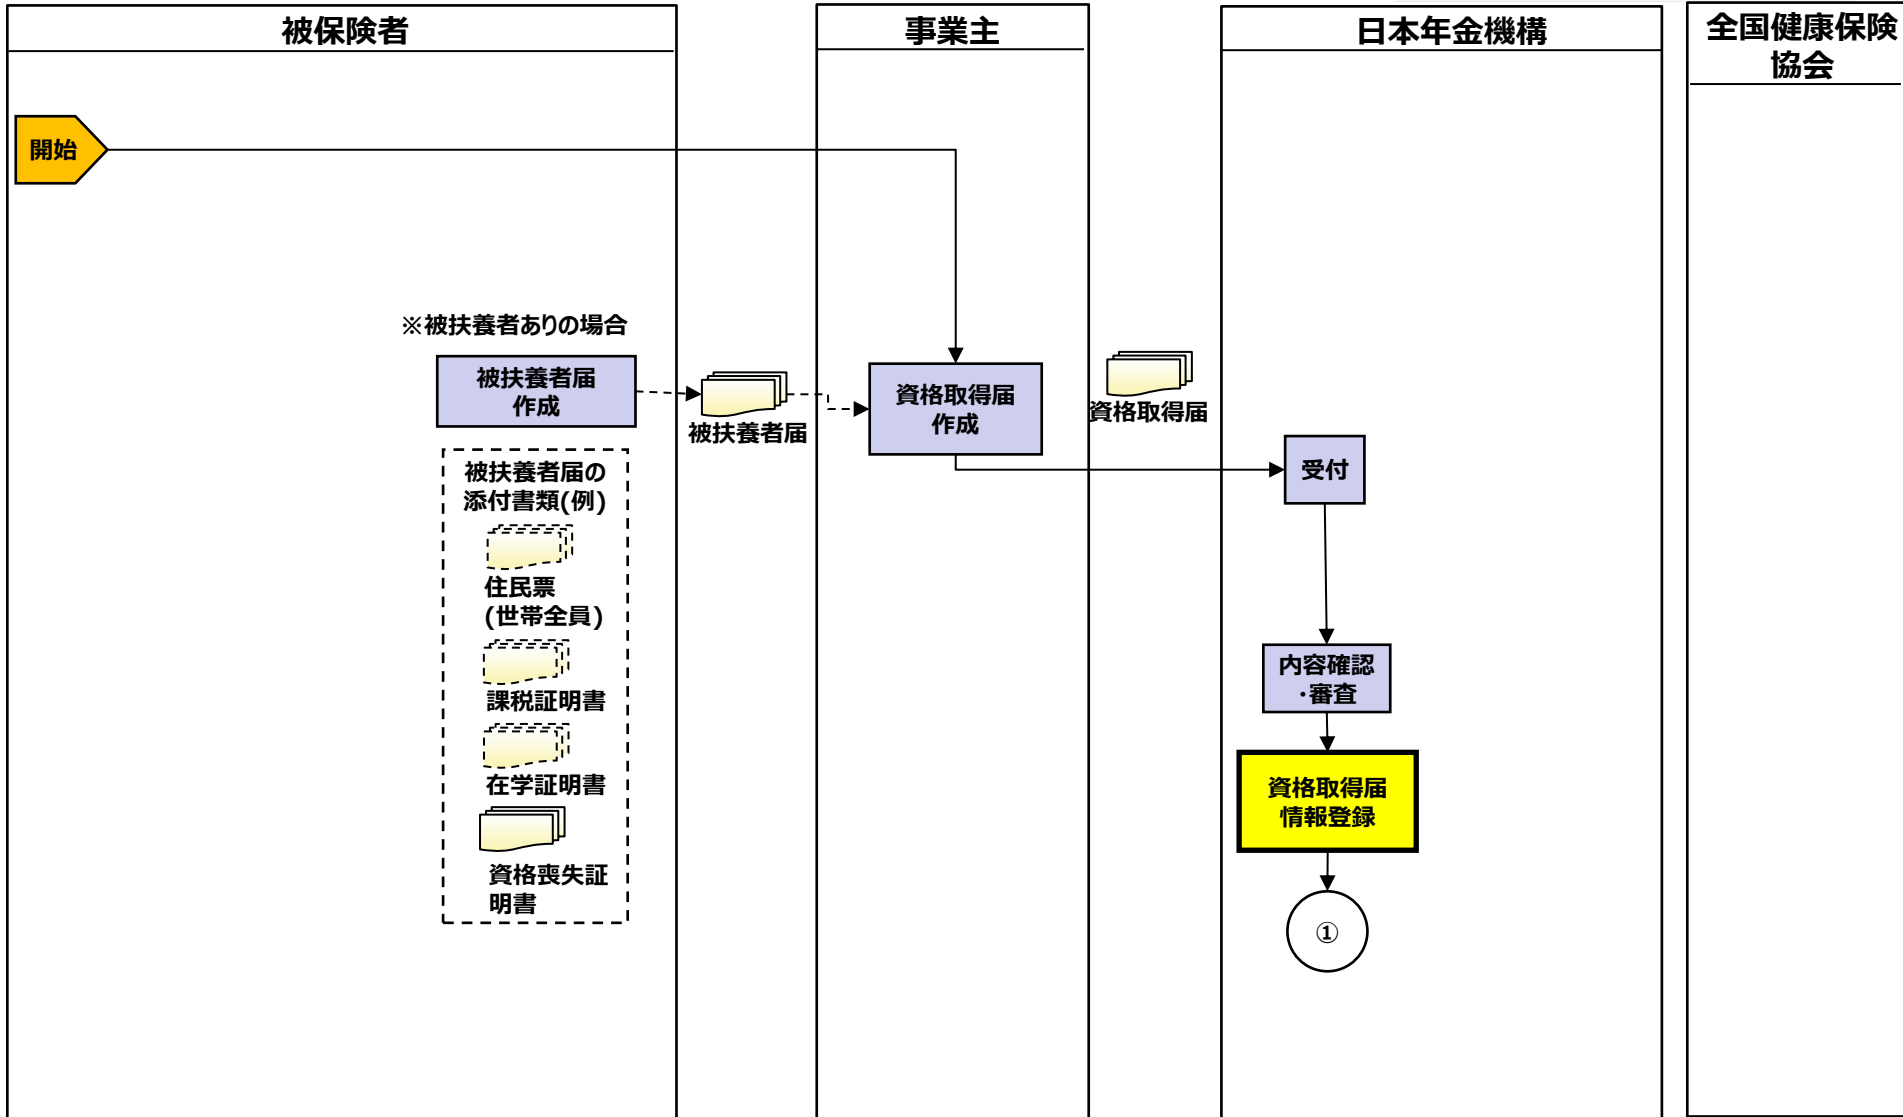 被保険者
事業主
日本年金機構
全国健康保険
協会
開始
※被扶養者ありの場合
被扶養者届
作成
被扶養者届
資格取得届
作成
資格取得届
受付
被扶養者届の
添付書類(例)
住民票
(世帯全員)
課税証明書
在学証明書
資格喪失証
明書
内容確認
・審査
資格取得届
情報登録
①